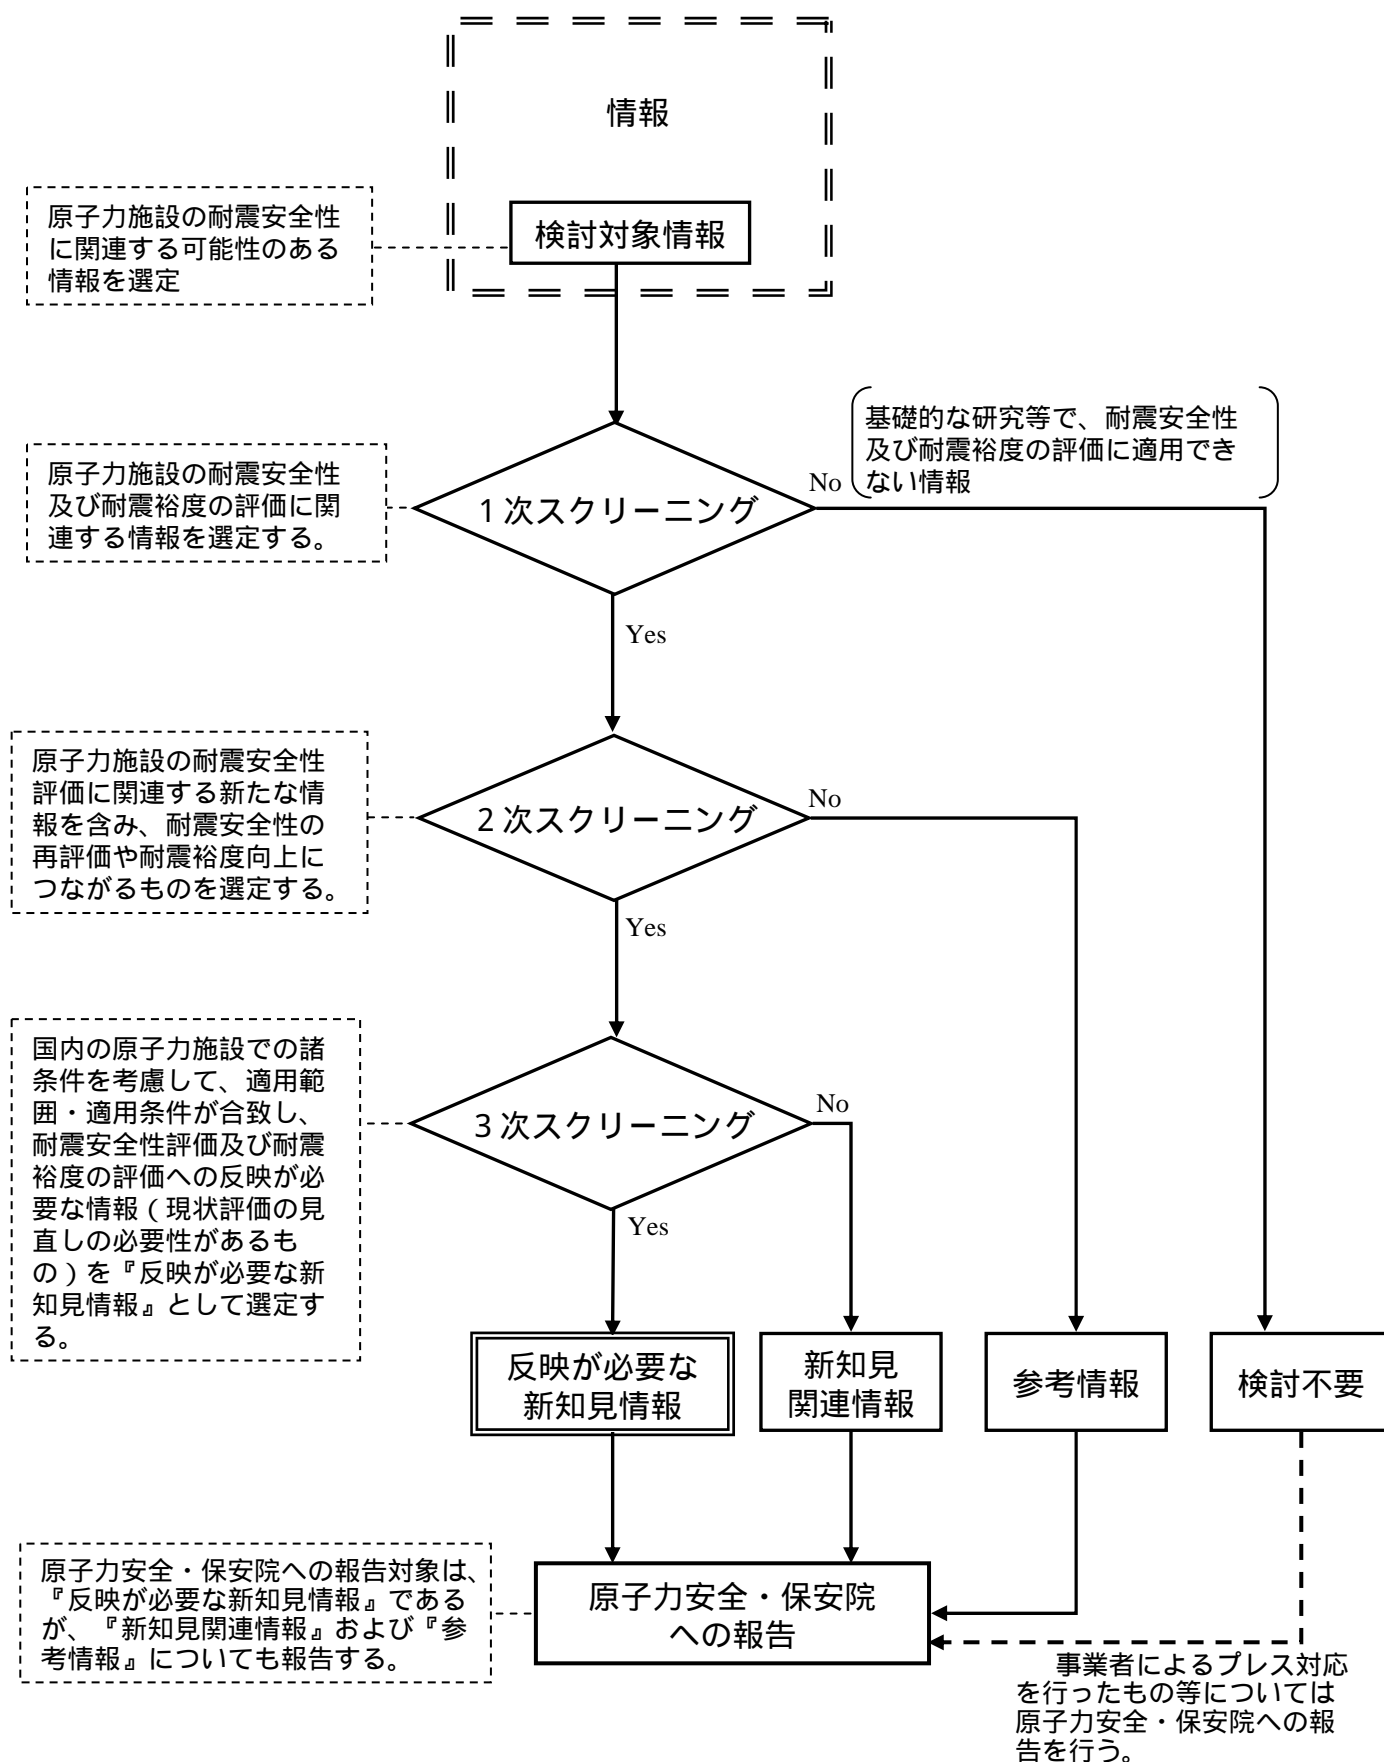 情報
検討対象情報
原子力施設の耐震安全性
に関連する可能性のある
情報を選定
基礎的な研究等で、耐震安全性
及び耐震裕度の評価に適用でき
ない情報
原子力施設の耐震安全性
及び耐震裕度の評価に関
連する情報を選定する。
1次スクリーニング
No
Yes
原子力施設の耐震安全性
評価に関連する新たな情
報を含み、耐震安全性の
再評価や耐震裕度向上に
つながるものを選定する。
2次スクリーニング
No
Yes
国内の原子力施設での諸
条件を考慮して、適用範
囲・適用条件が合致し、
耐震安全性評価及び耐震
裕度の評価への反映が必
要な情報(現状評価の見
直しの必要性があるも
の)を『反映が必要な新
知見情報』として選定す
る。
3次スクリーニング
No
Yes
反映が必要な
新知見情報
新知見
関連情報
参考情報
検討不要
原子力安全・保安院への報告対象は、
『反映が必要な新知見情報』である
が、『新知見関連情報』および『参
考情報』についても報告する。
原子力安全・保安院
への報告
事業者によるプレス対応
を行ったもの等については
原子力安全・保安院への報
告を行う。